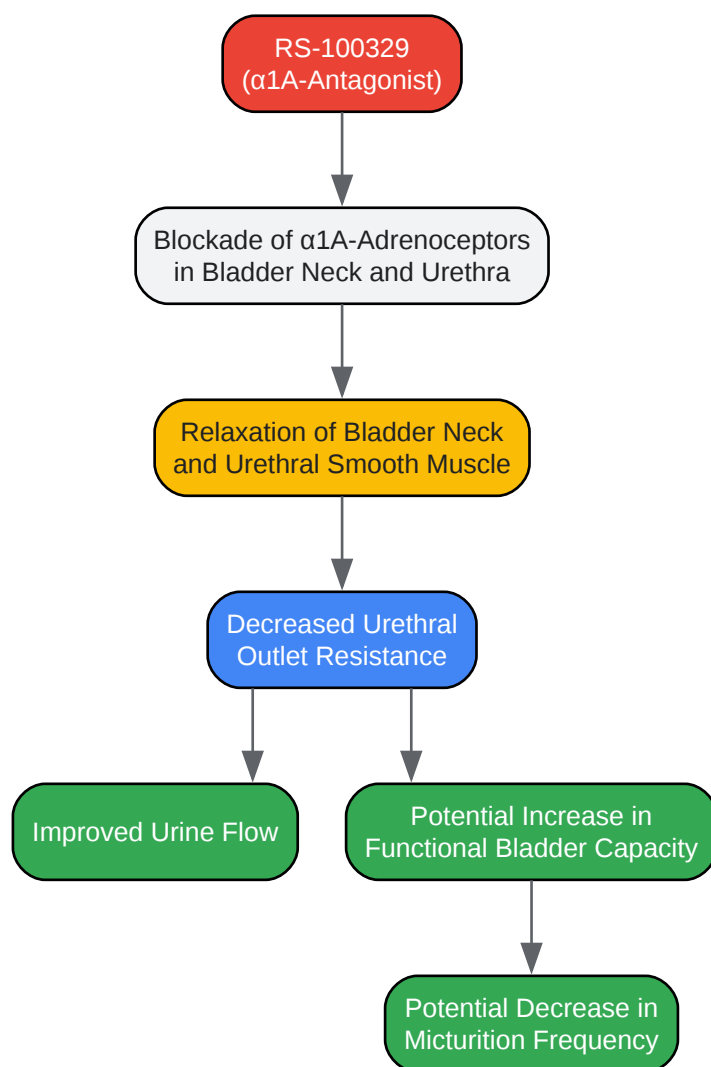 RS-100329
(α1A-Antagonist)
Blockade of α1A-Adrenoceptors
in Bladder Neck and Urethra
Relaxation of Bladder Neck
and Urethral Smooth Muscle
Decreased Urethral
Outlet Resistance
Improved Urine Flow
Potential Increase in
Functional Bladder Capacity
Potential Decrease in
Micturition Frequency